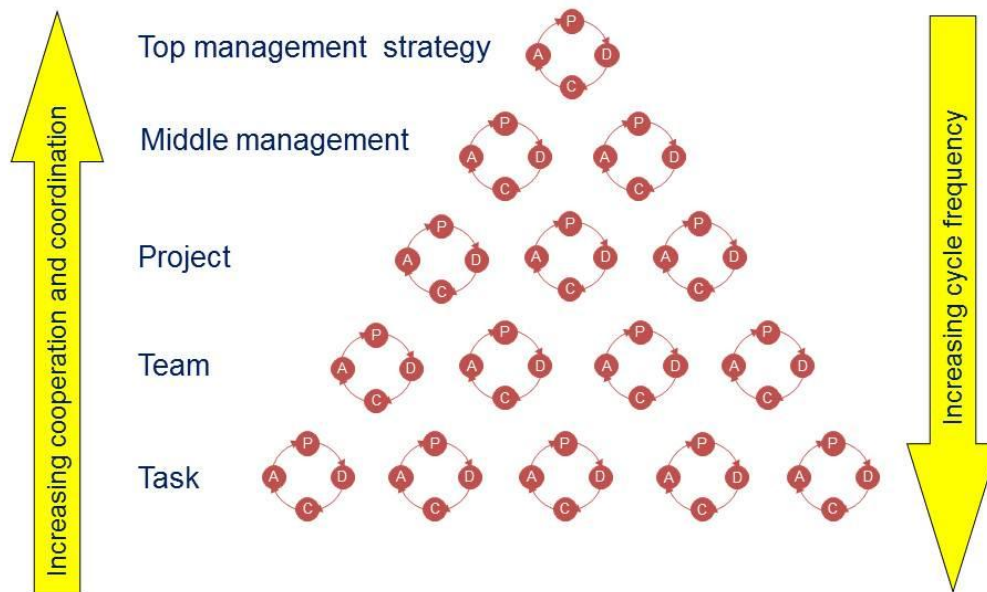 Increasing cooperation and coordination
Top management strategy
P
A D
C
Middle management
P P
A D A D
C C
Project
P P P
A D A D A D
C C C
Team
P P P P
A D A D A D A D
C C C C
Task
P P P P P
A D A D A D A D A D
C C C C C
Increasing cycle frequency